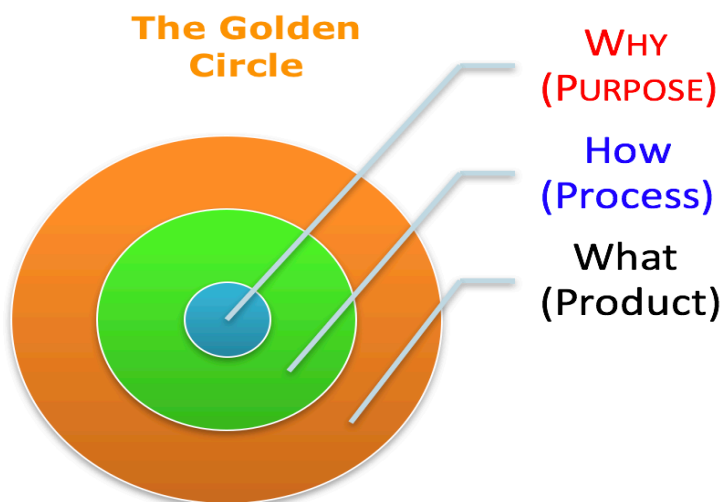 The Golden
Circle
WHY
(PURPOSE)
How
(Process)
What
(Product)